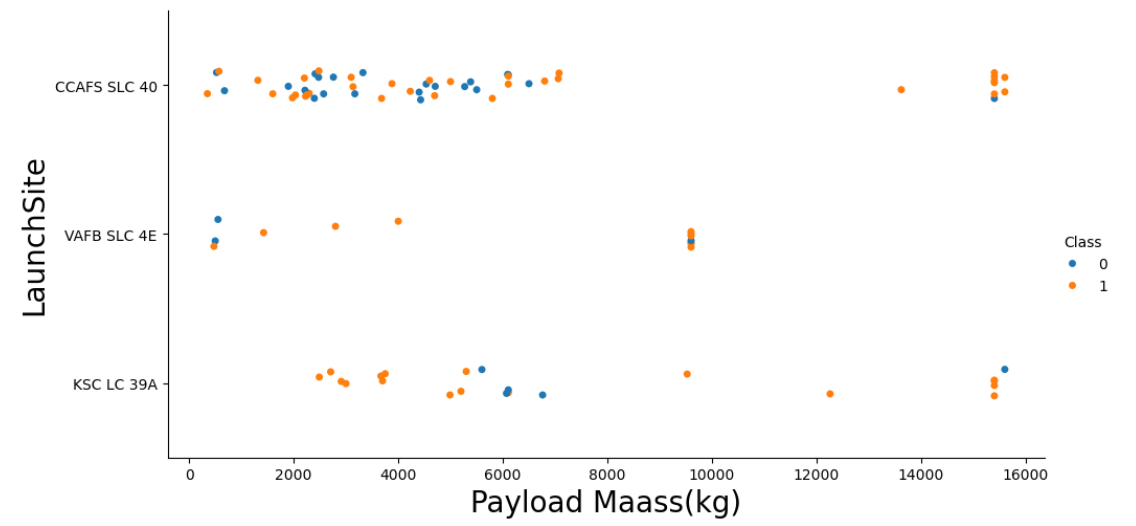 CCAFS SLC 40
VAFB SLC 4E
KSC LC 39A
LaunchSite
0 2000 4000 6000 8000 10000 12000 14000 16000
Payload Maass(kg)
Class
0
1